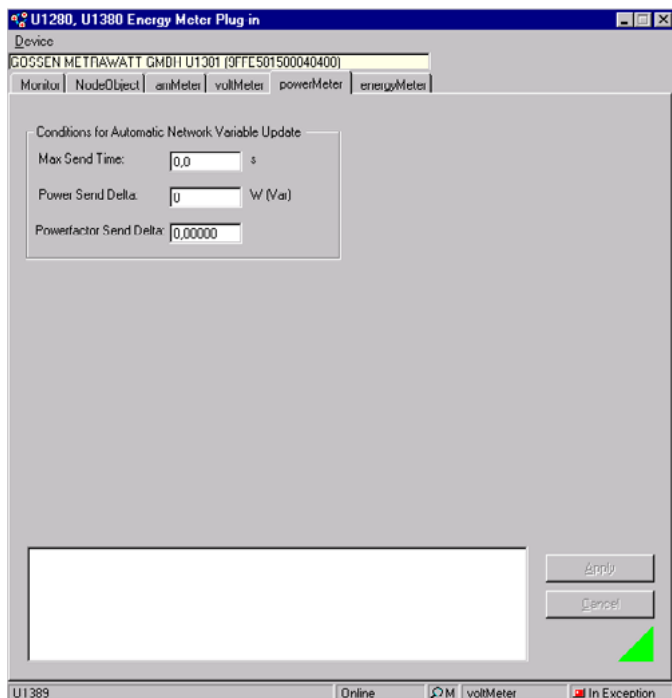 U1280, U1380 Energy Meter Plug in
Device
GOSSEN METRAWATT GMBH U1301 (9FFE501500040400)
Monitor NodeObject amMeter voltMeter powerMeter energyMeter
Conditions for Automatic Network Variable Update
Max Send Time: 0,0 s
Power Send Delta: 0 W (Var)
Powerfactor Send Delta: 0,00000
Apply
Cancel
U1389 Online M voltMeter In Exception